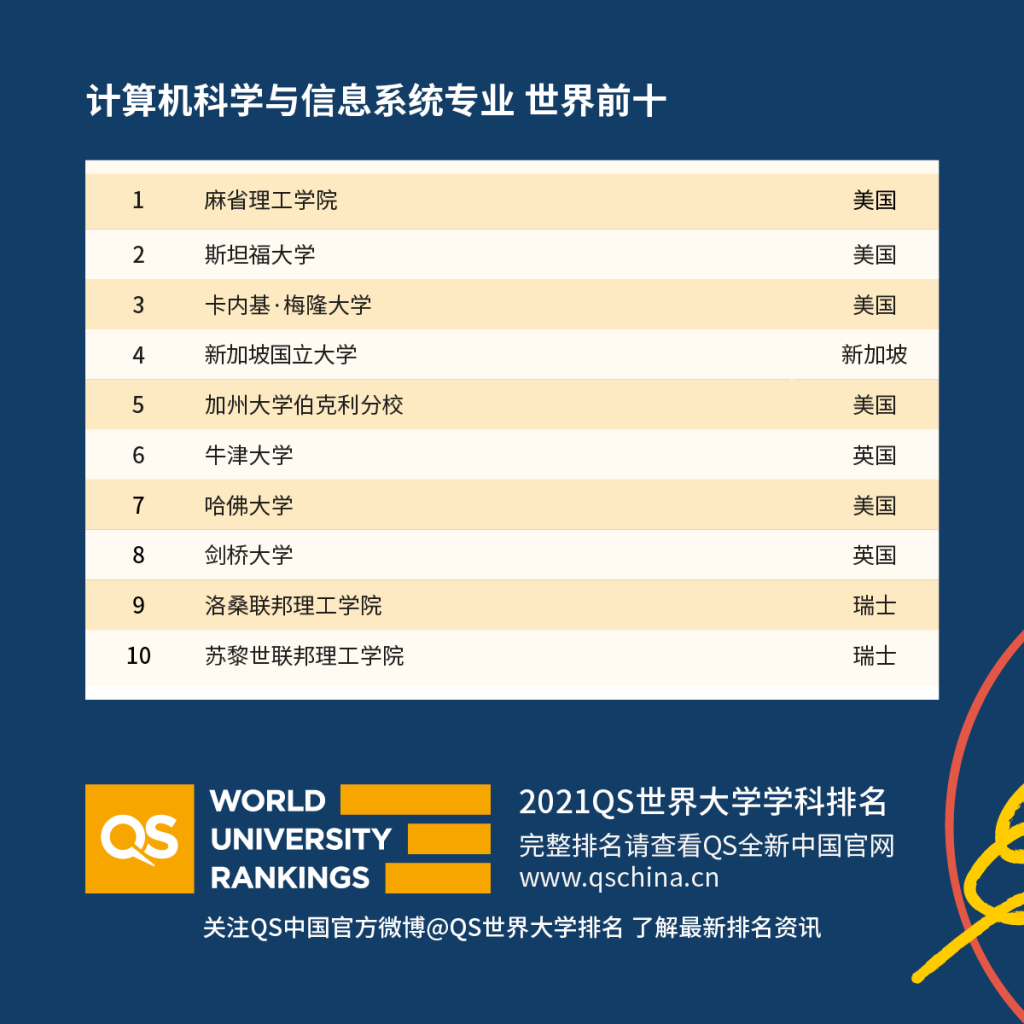 计算机科学与信息系统专业 世界前十
1 麻省理工学院 美国
2 斯坦福大学 美国
3 卡内基·梅隆大学 美国
4 新加坡国立大学 新加坡
5 加州大学伯克利分校 美国
6 牛津大学 英国
7 哈佛大学 美国
8 剑桥大学 英国
9 洛桑联邦理工学院 瑞士
10 苏黎世联邦理工学院 瑞士
QS
WORLD
UNIVERSITY
RANKINGS
2021QS世界大学学科排名
完整排名请查看QS全新中国官网
www.qschina.cn
关注QS中国官方微博@QS世界大学排名 了解最新排名资讯